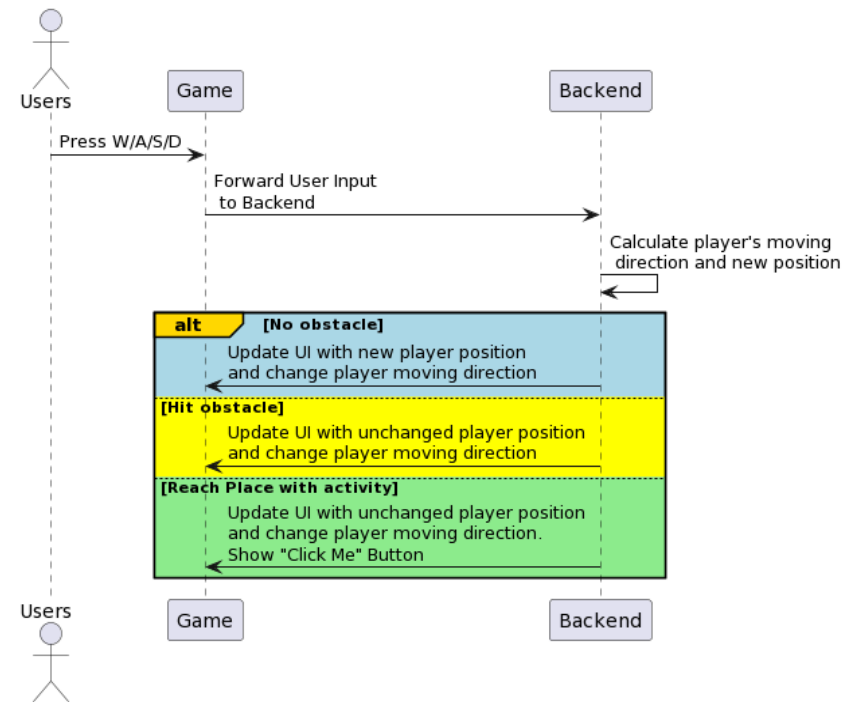 Users
Game
Backend
Press W/A/S/D
Forward User Input
to Backend
Calculate player's moving
direction and new position
alt [No obstacle]
Update UI with new player position
and change player moving direction
[Hit obstacle]
Update UI with unchanged player position
and change player moving direction
[Reach Place with activity]
Update UI with unchanged player position
and change player moving direction.
Show "Click Me" Button
Users
Game
Backend